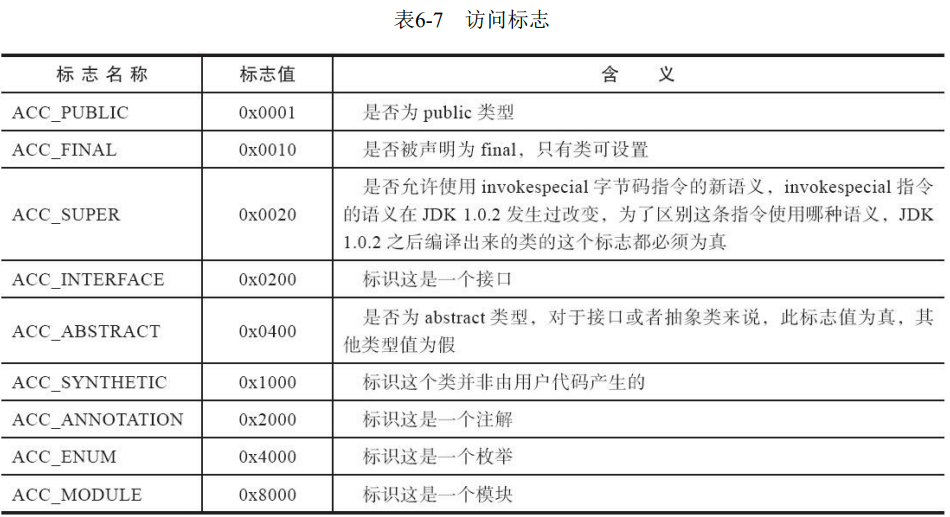 表6-7 访问标志
标志名称 标志值 含 义
ACC_PUBLIC 0x0001 是否为 public 类型
ACC_FINAL 0x0010 是否被声明为 final，只有类可设置
ACC_SUPER 0x0020 是否允许使用 invokespecial 字节码指令的新语义，invokespecial 指令
的语义在 JDK 1.0.2 发生过改变，为了区别这条指令使用哪种语义，JDK
1.0.2 之后编译出来的类的这个标志都必须为真
ACC_INTERFACE 0x0200 标识这是一个接口
ACC_ABSTRACT 0x0400 是否为 abstract 类型，对于接口或者抽象类来说，此标志值为真，其
他类型值为假
ACC_SYNTHETIC 0x1000 标识这个类并非由用户代码产生的
ACC_ANNOTATION 0x2000 标识这是一个注解
ACC_ENUM 0x4000 标识这是一个枚举
ACC_MODULE 0x8000 标识这是一个模块